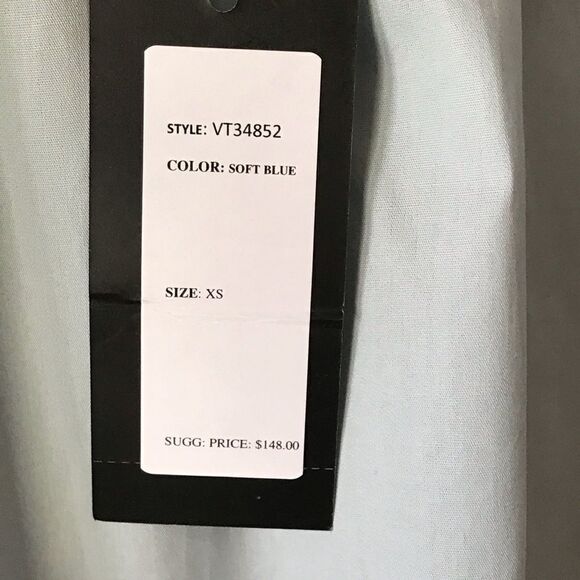 STYLE: VT34852
COLOR: SOFT BLUE
SIZE: XS
SUGG: PRICE: $148.00